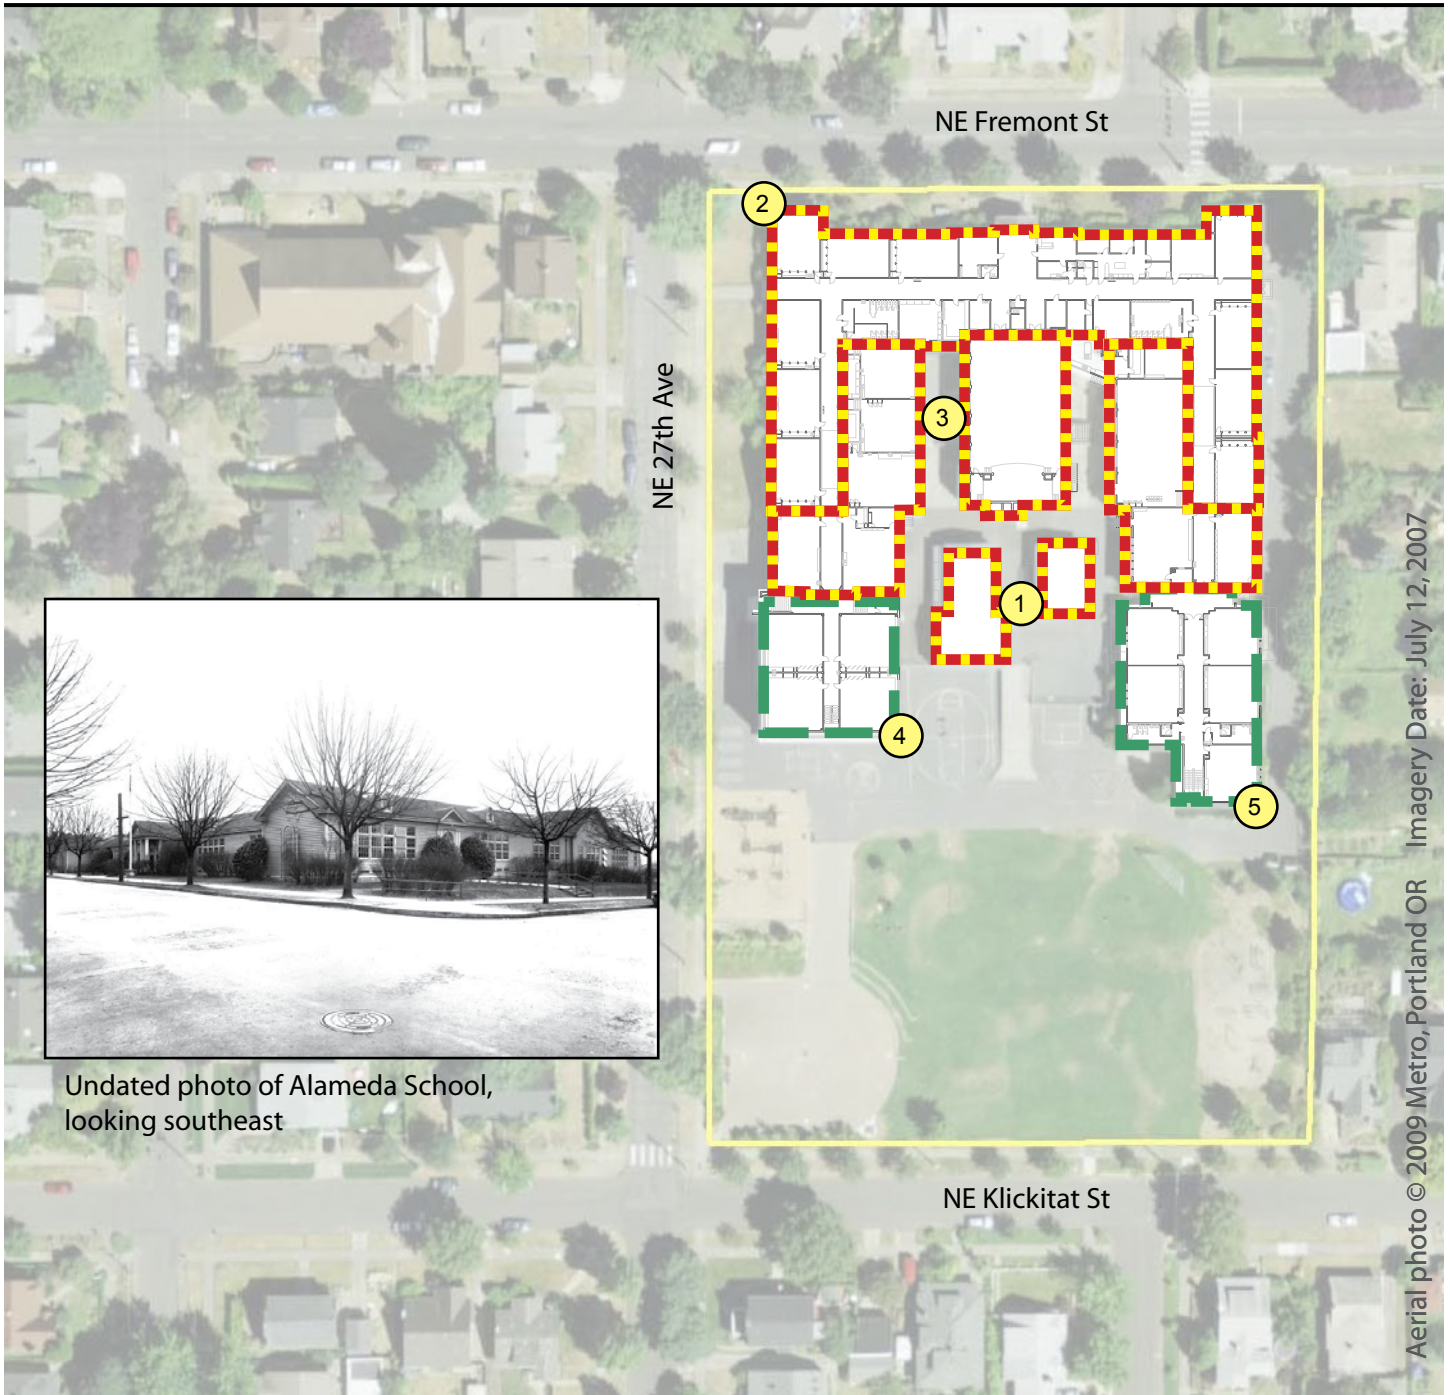 NE Fremont St
2
NE 27th Ave
3
1
4
5
Undated photo of Alameda School,
looking southeast
NE Klickitat St
Aerial photo © 2009 Metro, Portland OR Imagery Date: July 12, 2007